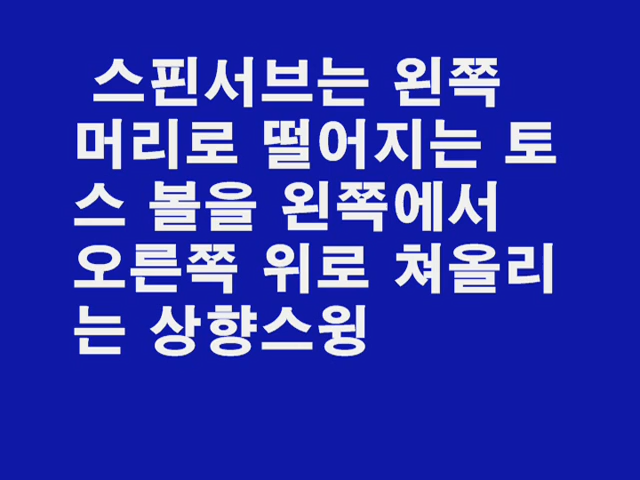 스핀서브는 왼쪽
머리로 떨어지는 토
스 볼을 왼쪽에서
오른쪽 위로 쳐올리
는 상향스윙